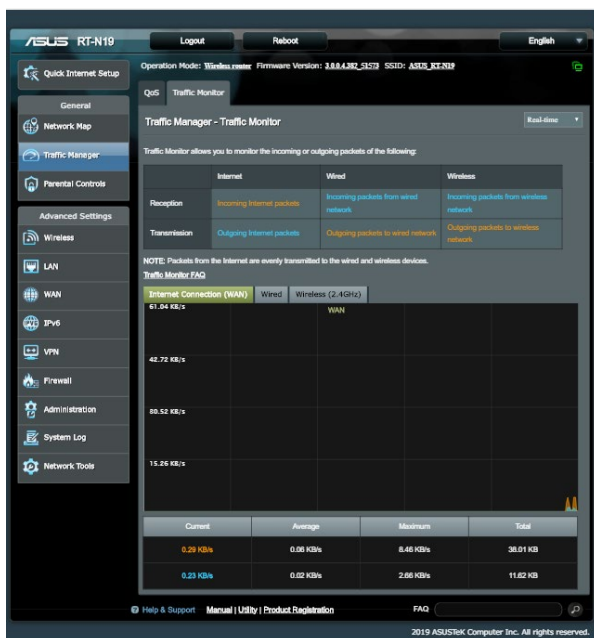 ASUS RT-N19 Logout Reboot English
Quick Internet Setup
Operation Mode: Wireless router Firmware Version: 3.0.0.4.382_51573 SSID: ASUS_RT-N19
QoS Traffic Monitor
General
Network Map
Traffic Manager
Parental Controls
Advanced Settings
Wireless
LAN
WAN
IPv6
VPN
Firewall
Administration
System Log
Network Tools
Traffic Manager - Traffic Monitor
Real-time
Traffic Monitor allows you to monitor the incoming or outgoing packets of the following:
Internet Wired Wireless
Reception Incoming Internet packets Incoming packets from wired network Incoming packets from wireless network
Transmission Outgoing Internet packets Outgoing packets to wired network Outgoing packets to wireless network
NOTE: Packets from the Internet are evenly transmitted to the wired and wireless devices.
Traffic Monitor FAQ
Internet Connection (WAN) Wired Wireless (2.4GHz)
61.04 KB/s
WAN
42.72 KB/s
80.52 KB/s
15.26 KB/s
Current Average Maximum Total
0.29 KB/s 0.06 KB/s 8.46 KB/s 38.01 KB
0.23 KB/s 0.02 KB/s 2.66 KB/s 11.62 KB
Help & Support Manual | Utility | Product Registration FAQ
2019 ASUSTeK Computer Inc. All rights reserved.